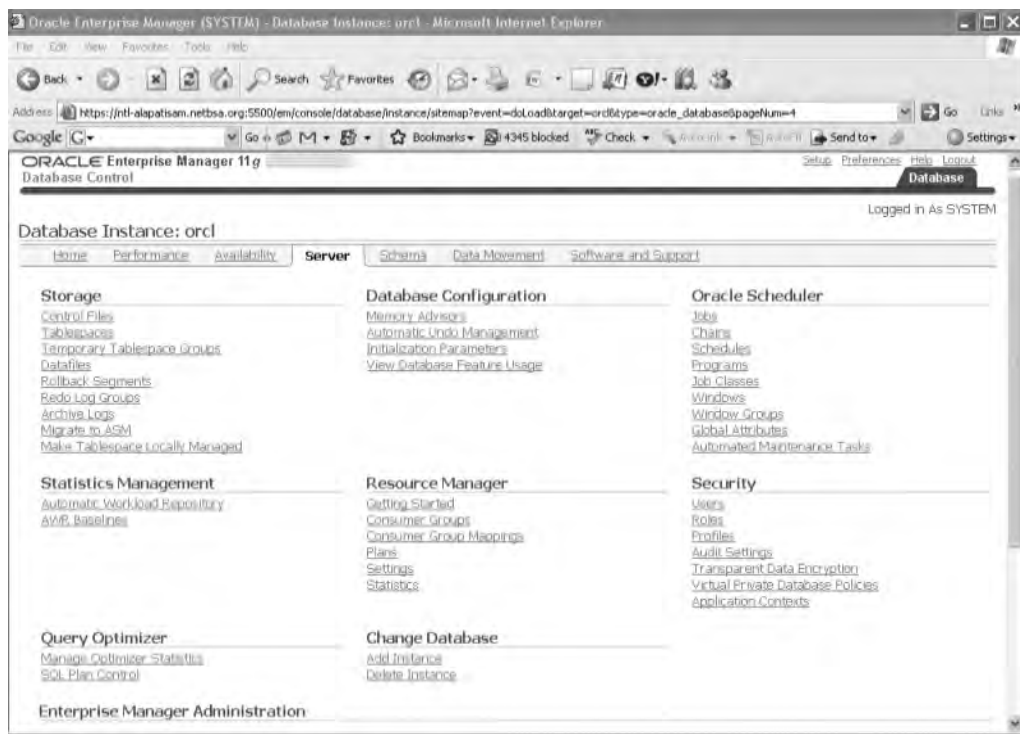 Oracle Enterprise Manager (SYSTEM) - Database Instance: orcl - Microsoft Internet Explorer
File Edit View Favorites Tools Help
Back Search Favorites
Address https://ntl-alapatisam.netbsa.org:5500/em/console/database/instance/sitemap?event=doLoad&target=orcl&type=oracle_database&pageNum=4 Go Links »
Google G Go Bookmarks 4345 blocked Check Send to Settings
ORACLE Enterprise Manager 11g
Setup Preferences Help Logout
Database Control
Database
Logged in As SYSTEM
Database Instance: orcl
Home Performance Availability Server Schema Data Movement Software and Support
Storage
Control Files
Tablespaces
Temporary Tablespace Groups
Datafiles
Rollback Segments
Redo Log Groups
Archive Logs
Migrate to ASM
Make Tablespace Locally Managed
Database Configuration
Memory Advisors
Automatic Undo Management
Initialization Parameters
View Database Feature Usage
Oracle Scheduler
Jobs
Chains
Schedules
Programs
Job Classes
Windows
Window Groups
Global Attributes
Automated Maintenance Tasks
Statistics Management
Automatic Workload Repository
AWR Baselines
Resource Manager
Getting Started
Consumer Groups
Consumer Group Mappings
Plans
Settings
Statistics
Security
Users
Roles
Profiles
Audit Settings
Transparent Data Encryption
Virtual Private Database Policies
Application Contexts
Query Optimizer
Manage Optimizer Statistics
SQL Plan Control
Change Database
Add Instance
Delete Instance
Enterprise Manager Administration